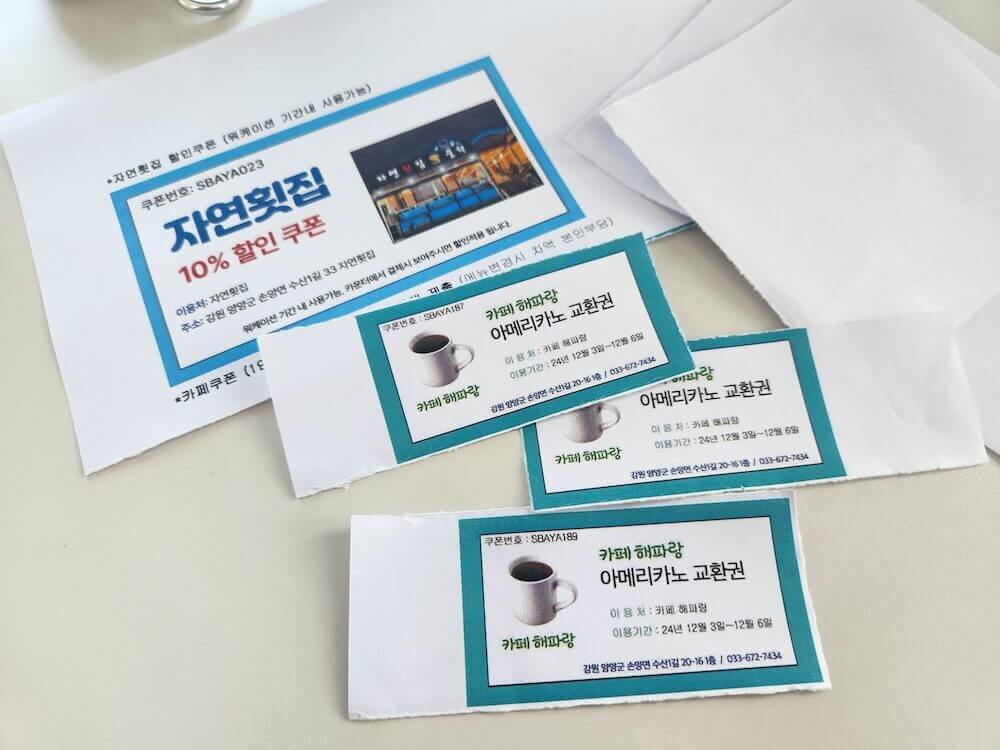 *자연횟집 할인쿠폰 (워케이션 기간내 사용가능)
쿠폰번호: SBAYA023
자연횟집
10% 할인 쿠폰
이용처: 자연횟집
주소: 강원 양양군 손양면 수산1길 33 자연횟집
워케이션 기간 내 사용가능. 카운터에서 결제시 보여주시면 할인적용 됩니다.
*카페쿠폰 (1
제출 (메뉴변경시 차액 본인부담)
쿠폰번호 : SBAYA187
카페 해파랑
아메리카노 교환권
이 용 처 : 카페 해파랑
이용기간 : 24년 12월 3일~12월 6일
카페 해파랑
강원 양양군 손양면 수산1길 20-16 1층 / 033-672-7434
해파랑
아메리카노 교환권
이 용 처 : 카페 해파랑
이용기간 : 24년 12월 3일~12월 6일
카페 해파랑
강원 양양군 손양면 수산1길 20-16 1층 / 033-672-7434
쿠폰번호 : SBAYA189
카페 해파랑
아메리카노 교환권
이 용 처 : 카페 해파랑
이용기간 : 24년 12월 3일~12월 6일
카페 해파랑
강원 양양군 손양면 수산1길 20-16 1층 / 033-672-7434